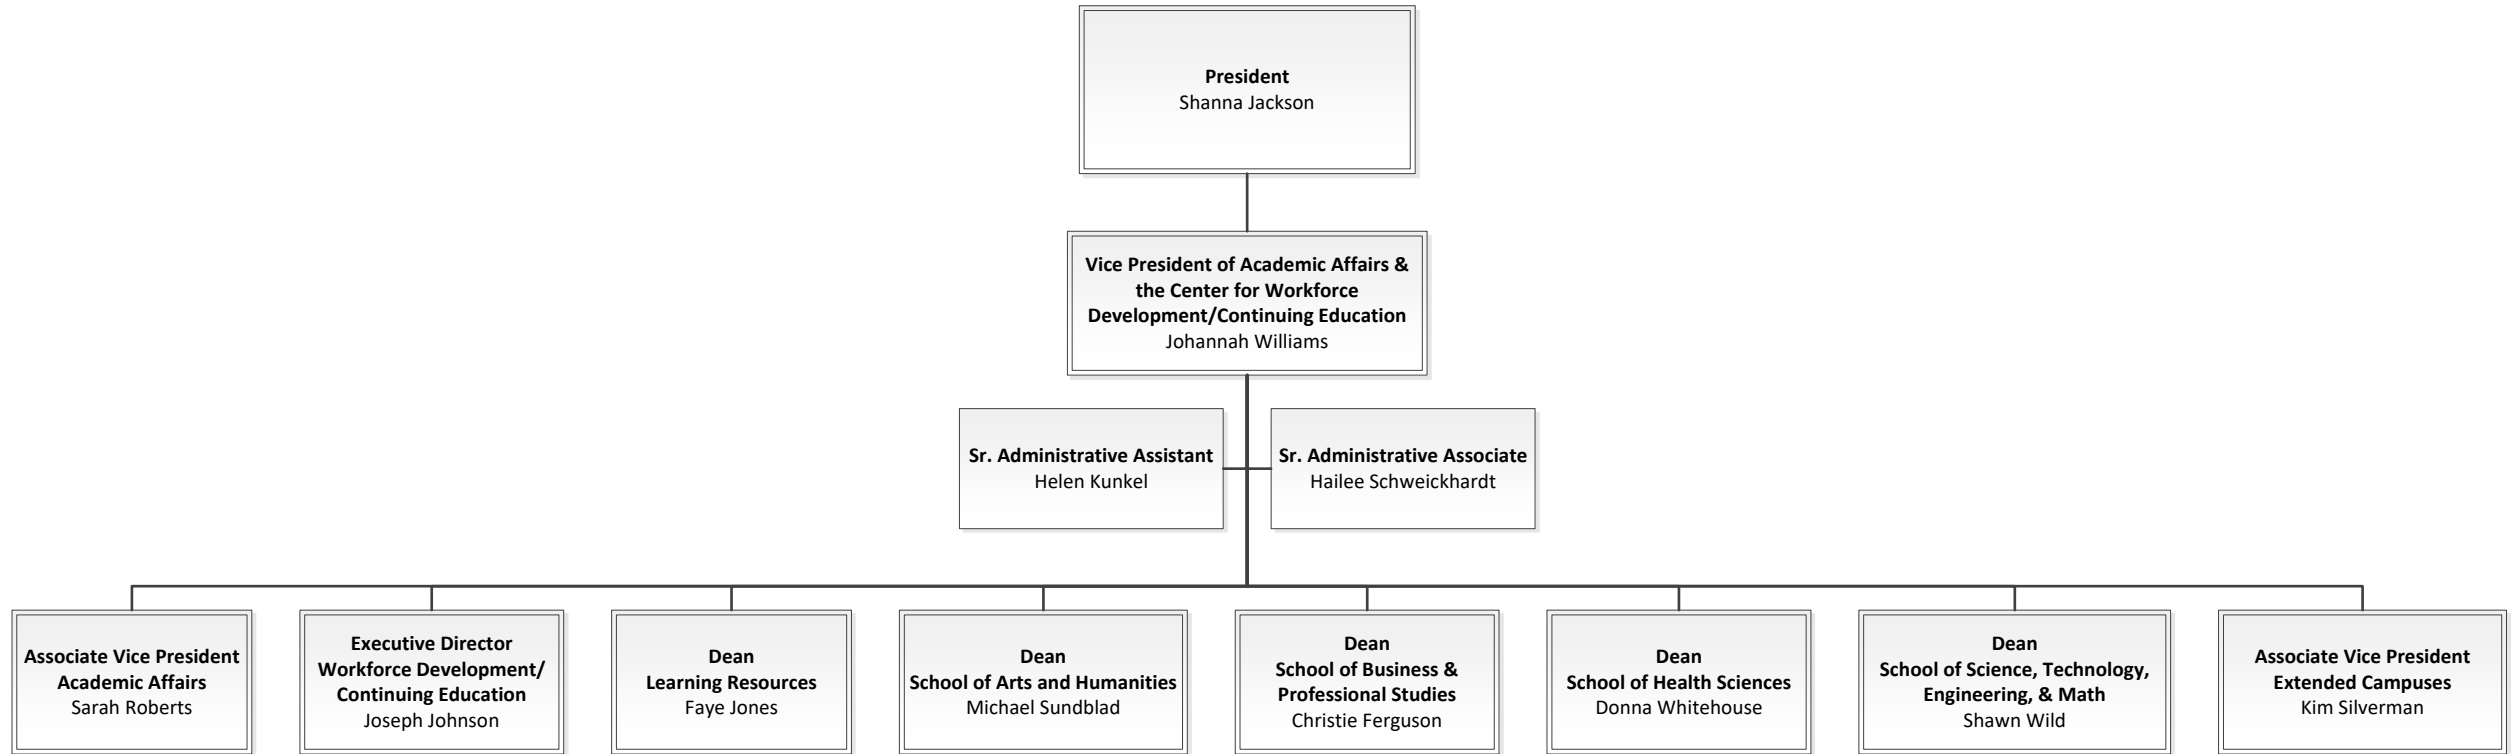 President
Shanna Jackson
Vice President of Academic Affairs &
the Center for Workforce
Development/Continuing Education
Johannah Williams
Sr. Administrative Assistant
Helen Kunkel
Sr. Administrative Associate
Hailee Schweickhardt
Associate Vice President
Academic Affairs
Sarah Roberts
Executive Director
Workforce Development/
Continuing Education
Joseph Johnson
Dean
Learning Resources
Faye Jones
Dean
School of Arts and Humanities
Michael Sundblad
Dean
School of Business &
Professional Studies
Christie Ferguson
Dean
School of Health Sciences
Donna Whitehouse
Dean
School of Science, Technology,
Engineering, & Math
Shawn Wild
Associate Vice President
Extended Campuses
Kim Silverman